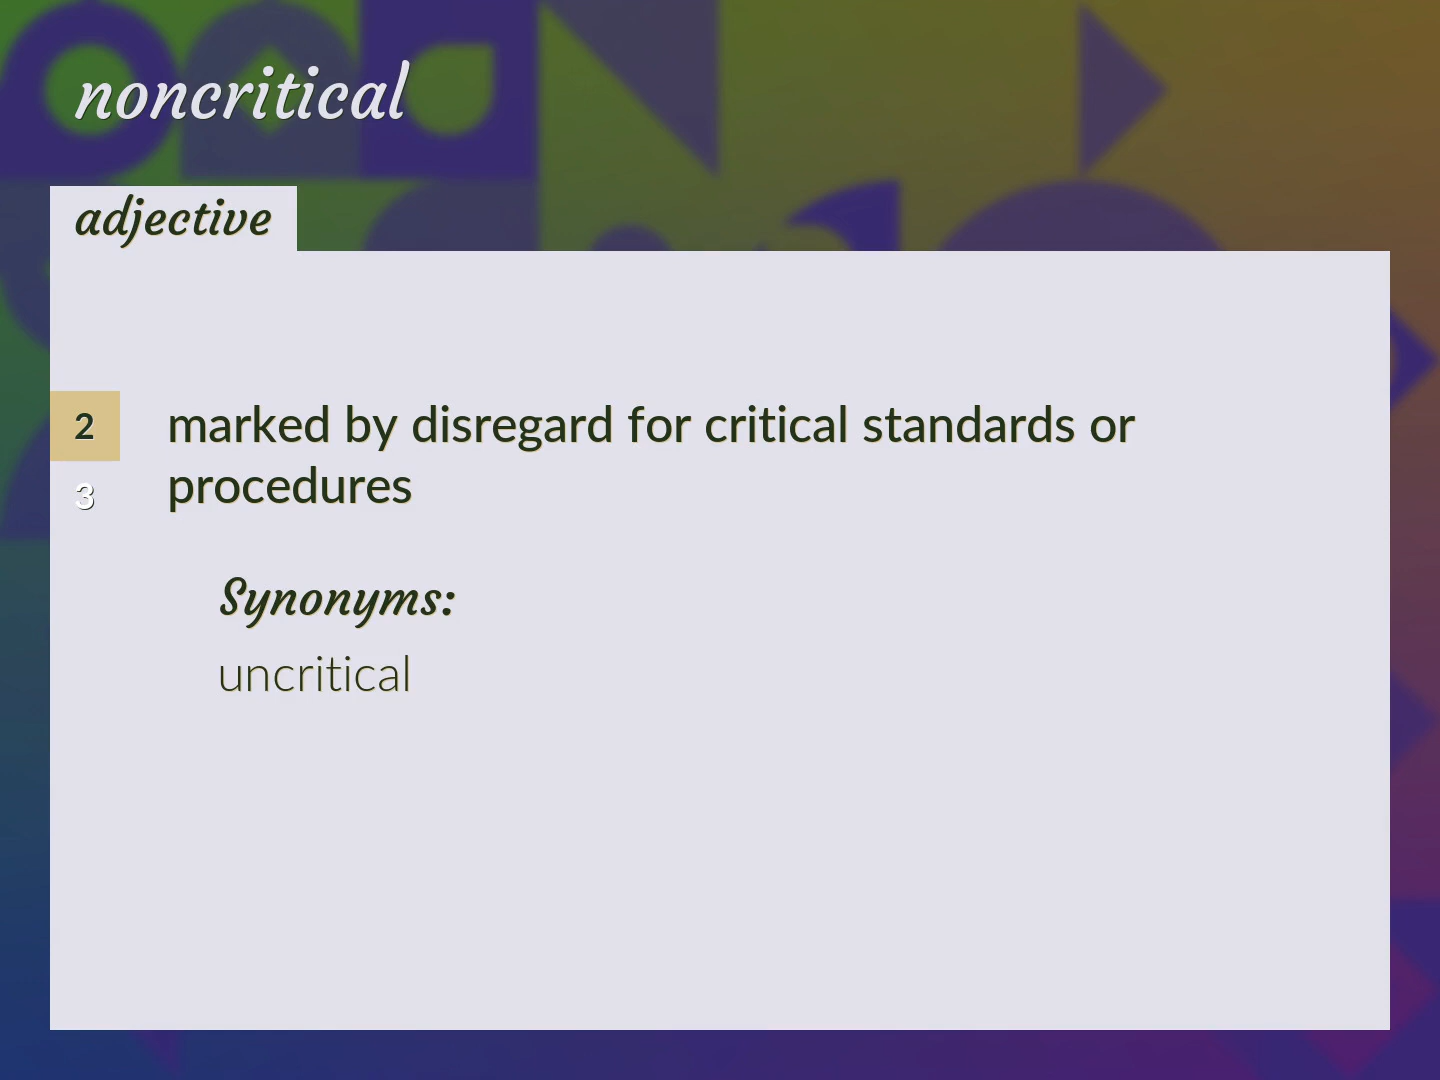 noncritical
adjective
2
marked by disregard for critical standards or
3
procedures
Synonyms:
uncritical